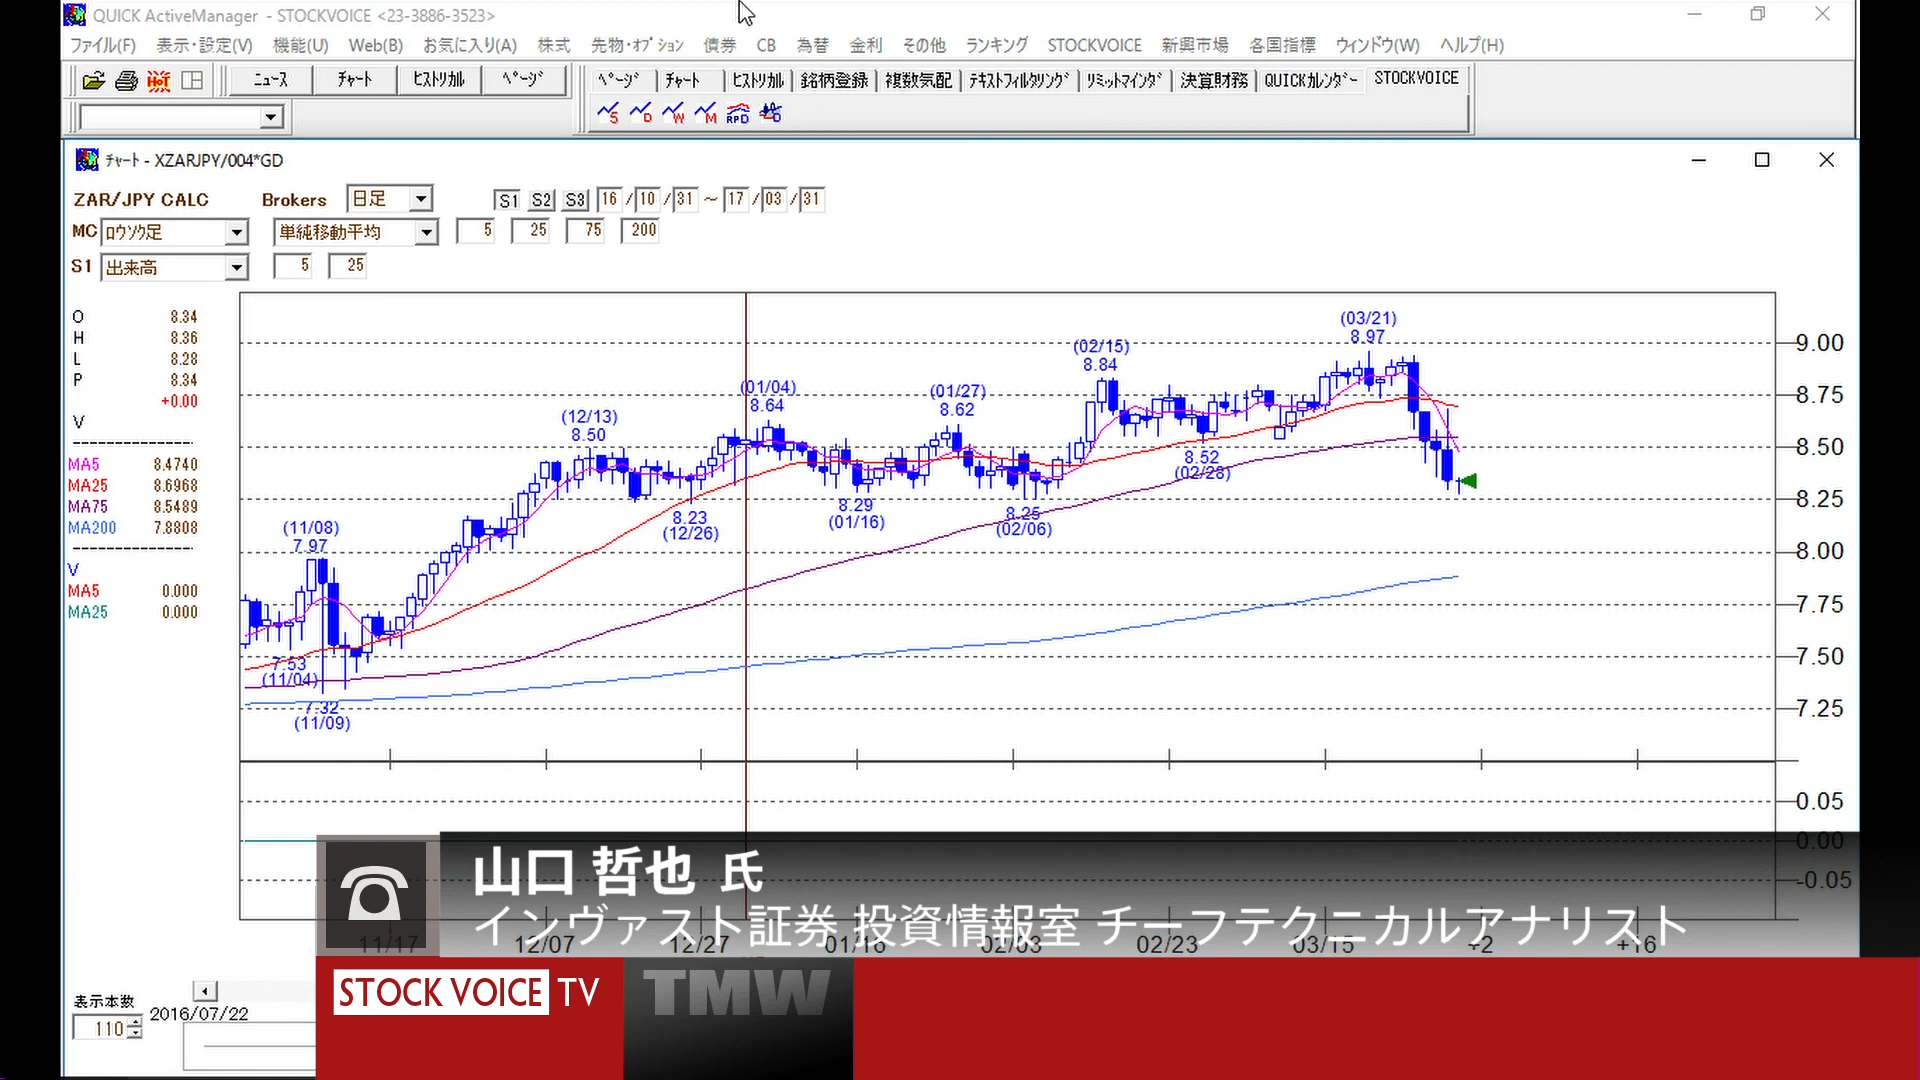 QUICK ActiveManager - STOCKVOICE <23-3886-3523>
ファイル(F) 表示・設定(V) 機能(U) Web(B) お気に入り(A) 株式 先物・ｵﾌﾟｼｮﾝ 債券 CB 為替 金利 その他 ランキング STOCKVOICE 新興市場 各国指標 ウィンドウ(W) ヘルプ(H)
HOT ﾆｭｰｽ ﾁｬｰﾄ ﾋｽﾄﾘｶﾙ ﾍﾟｰｼﾞ ﾍﾟｰｼﾞ ﾁｬｰﾄ ﾋｽﾄﾘｶﾙ 銘柄登録 複数気配 ﾃｷｽﾄﾌｨﾙﾀﾘﾝｸﾞ ﾘﾐｯﾄﾏｲﾝﾀﾞ 決算財務 QUICKｶﾚﾝﾀﾞｰ STOCKVOICE
S D W M RPD
ﾁｬｰﾄ - XZARJPY/004*GD
ZAR/JPY CALC Brokers 日足 S1 S2 S3 16 / 10 / 31 ～ 17 / 03 / 31
MC ﾛｳｿｸ足 単純移動平均 5 25 75 200
S1 出来高 5 25
O 8.34
H 8.36
L 8.28
P 8.34
+0.00
V
MA5 8.4740
MA25 8.6968
MA75 8.5489
MA200 7.8808
V
MA5 0.000
MA25 0.000
(03/21)
8.97
(02/15)
8.84
(01/04)
8.64
(01/27)
8.62
(12/13)
8.50
8.52
(02/28)
8.29
(01/16)
8.25
(02/06)
8.23
(12/26)
(11/08)
7.97
7.53
(11/04)
7.32
(11/09)
9.00
8.75
8.50
8.25
8.00
7.75
7.50
7.25
0.05
0.00
-0.05
11/17 12/07 12/27 01/16 02/03 02/23 03/15 +2 +16
山口 哲也 氏
インヴァスト証券 投資情報室 チーフテクニカルアナリスト
表示本数
110
2016/07/22
STOCK VOICE TV
TMW